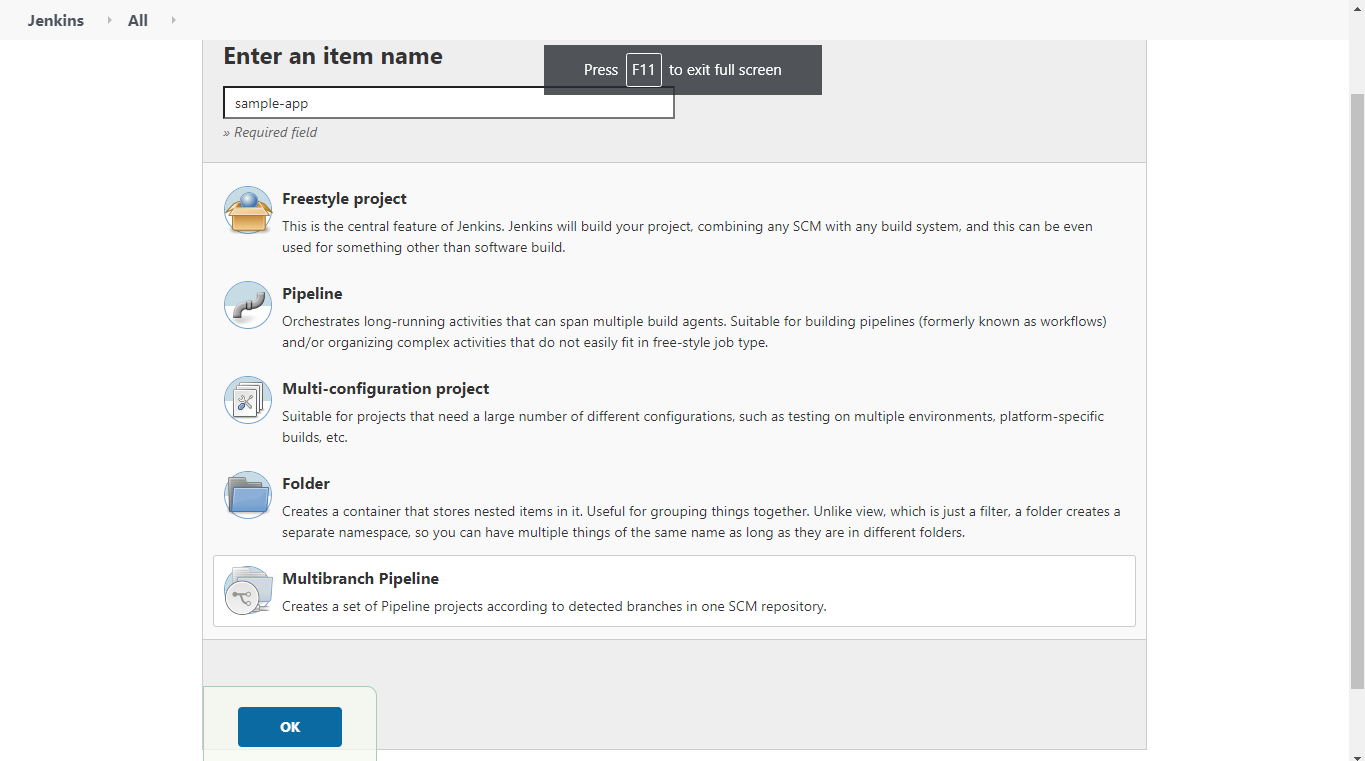 Jenkins All
Enter an item name
Press F11 to exit full screen
sample-app
» Required field
Freestyle project
This is the central feature of Jenkins. Jenkins will build your project, combining any SCM with any build system, and this can be even
used for something other than software build.
Pipeline
Orchestrates long-running activities that can span multiple build agents. Suitable for building pipelines (formerly known as workflows)
and/or organizing complex activities that do not easily fit in free-style job type.
Multi-configuration project
Suitable for projects that need a large number of different configurations, such as testing on multiple environments, platform-specific
builds, etc.
Folder
Creates a container that stores nested items in it. Useful for grouping things together. Unlike view, which is just a filter, a folder creates a
separate namespace, so you can have multiple things of the same name as long as they are in different folders.
Multibranch Pipeline
Creates a set of Pipeline projects according to detected branches in one SCM repository.
OK